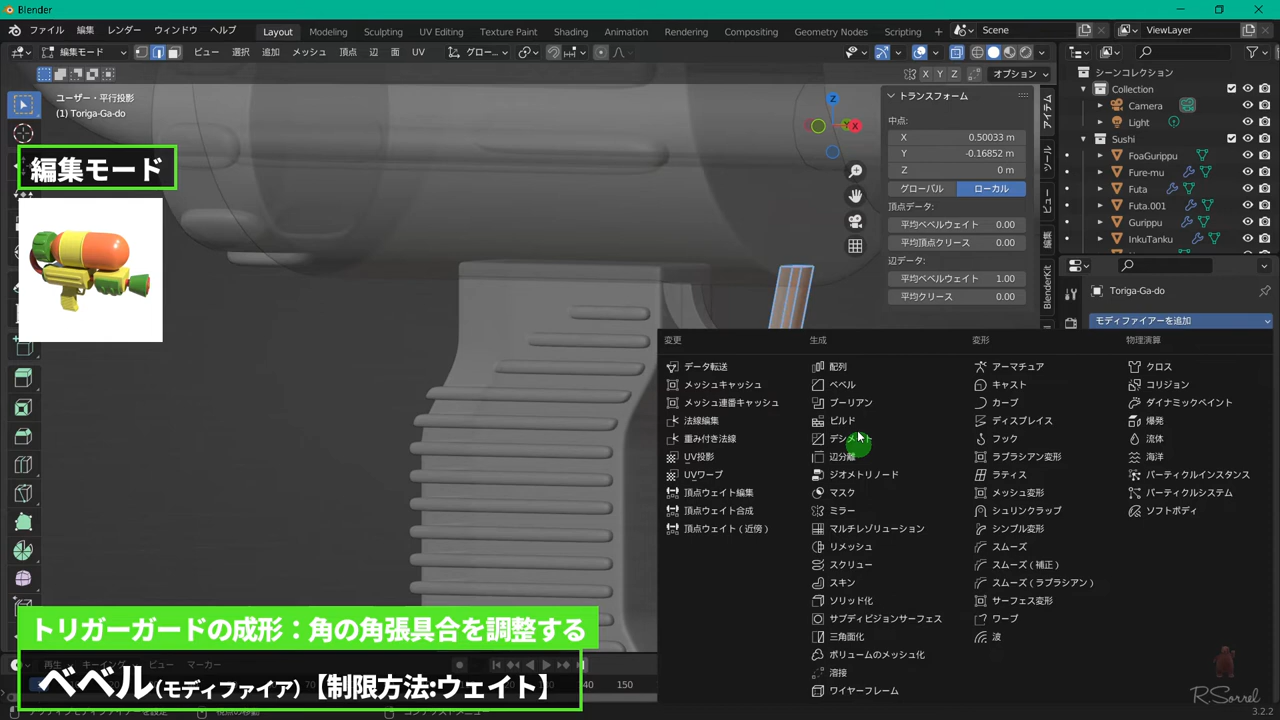 Blender
ファイル 編集 レンダー ウィンドウ ヘルプ Layout Modeling Sculpting UV Editing Texture Paint Shading Animation Rendering Compositing Geometry Nodes Scripting Scene ViewLayer
編集モード ビュー 選択 追加 メッシュ 頂点 辺 面 UV グロー...
X Y Z オプション
ユーザー・平行投影
(1) Toriga-Ga-do
編集モード
Z
Y
X
トランスフォーム
中点:
X 0.50033 m
Y -0.16852 m
Z 0 m
グローバル ローカル
頂点データ:
平均ベベルウェイト 0.00
平均頂点クリース 0.00
辺データ:
平均ベベルウェイト 1.00
平均クリース 0.00
アイテム
ツール
ビュー
編集
BlenderKit
シーンコレクション
Collection
Camera
Light
Sushi
FoaGurippu
Fure-mu
Futa
Futa.001
Gurippu
InkuTanku
Toriga-Ga-do
モディファイアーを追加
変更
データ転送
メッシュキャッシュ
メッシュ連番キャッシュ
法線編集
重み付き法線
UV投影
UVワープ
頂点ウェイト編集
頂点ウェイト合成
頂点ウェイト（近傍）
生成
配列
ベベル
ブーリアン
ビルド
デシメート
辺分離
ジオメトリノード
マスク
ミラー
マルチレゾリューション
リメッシュ
スクリュー
スキン
ソリッド化
サブディビジョンサーフェス
三角面化
ボリュームのメッシュ化
溶接
ワイヤーフレーム
変形
アーマチュア
キャスト
カーブ
ディスプレイス
フック
ラプラシアン変形
ラティス
メッシュ変形
シュリンクラップ
シンプル変形
スムーズ
スムーズ（補正）
スムーズ（ラプラシアン）
サーフェス変形
ワープ
波
物理演算
クロス
コリジョン
ダイナミックペイント
爆発
流体
海洋
パーティクルインスタンス
パーティクルシステム
ソフトボディ
トリガーガードの成形：角の角張具合を調整する
ベベル(モディファイア)【制限方法:ウェイト】
再生 キーイング ビュー マーカー
150
R.Sorrel
3.2.2